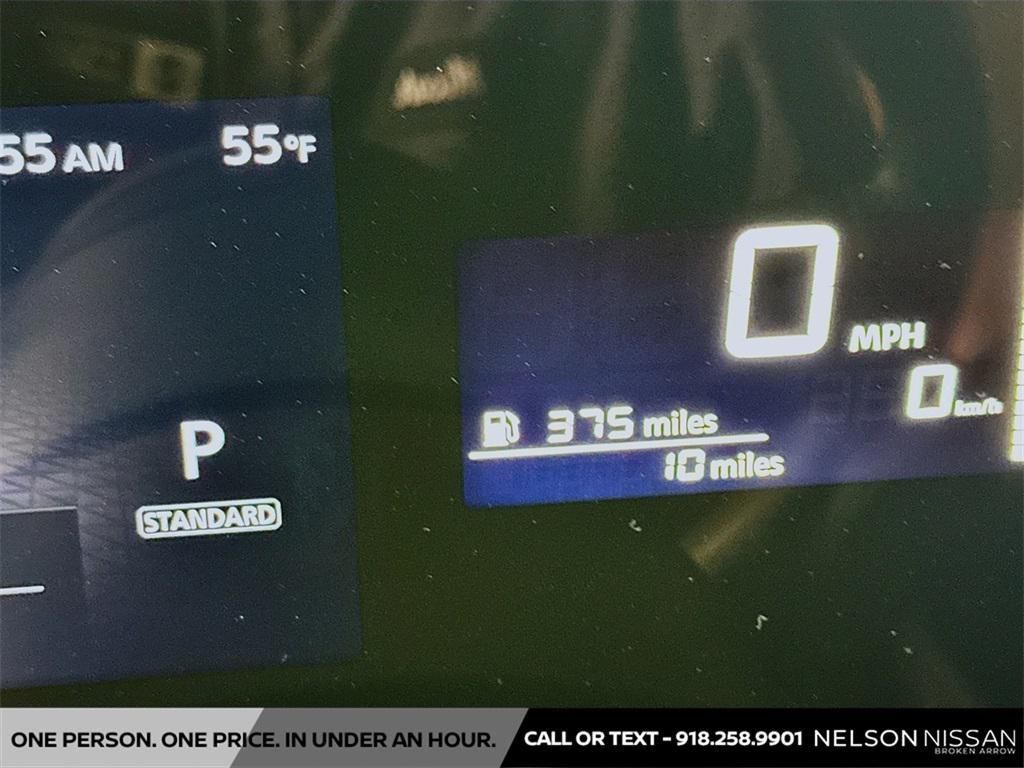 55 AM 55°F
0 MPH
0 km/h
375 miles
10 miles
P
STANDARD
ONE PERSON. ONE PRICE. IN UNDER AN HOUR. CALL OR TEXT - 918.258.9901 NELSON NISSAN
BROKEN ARROW